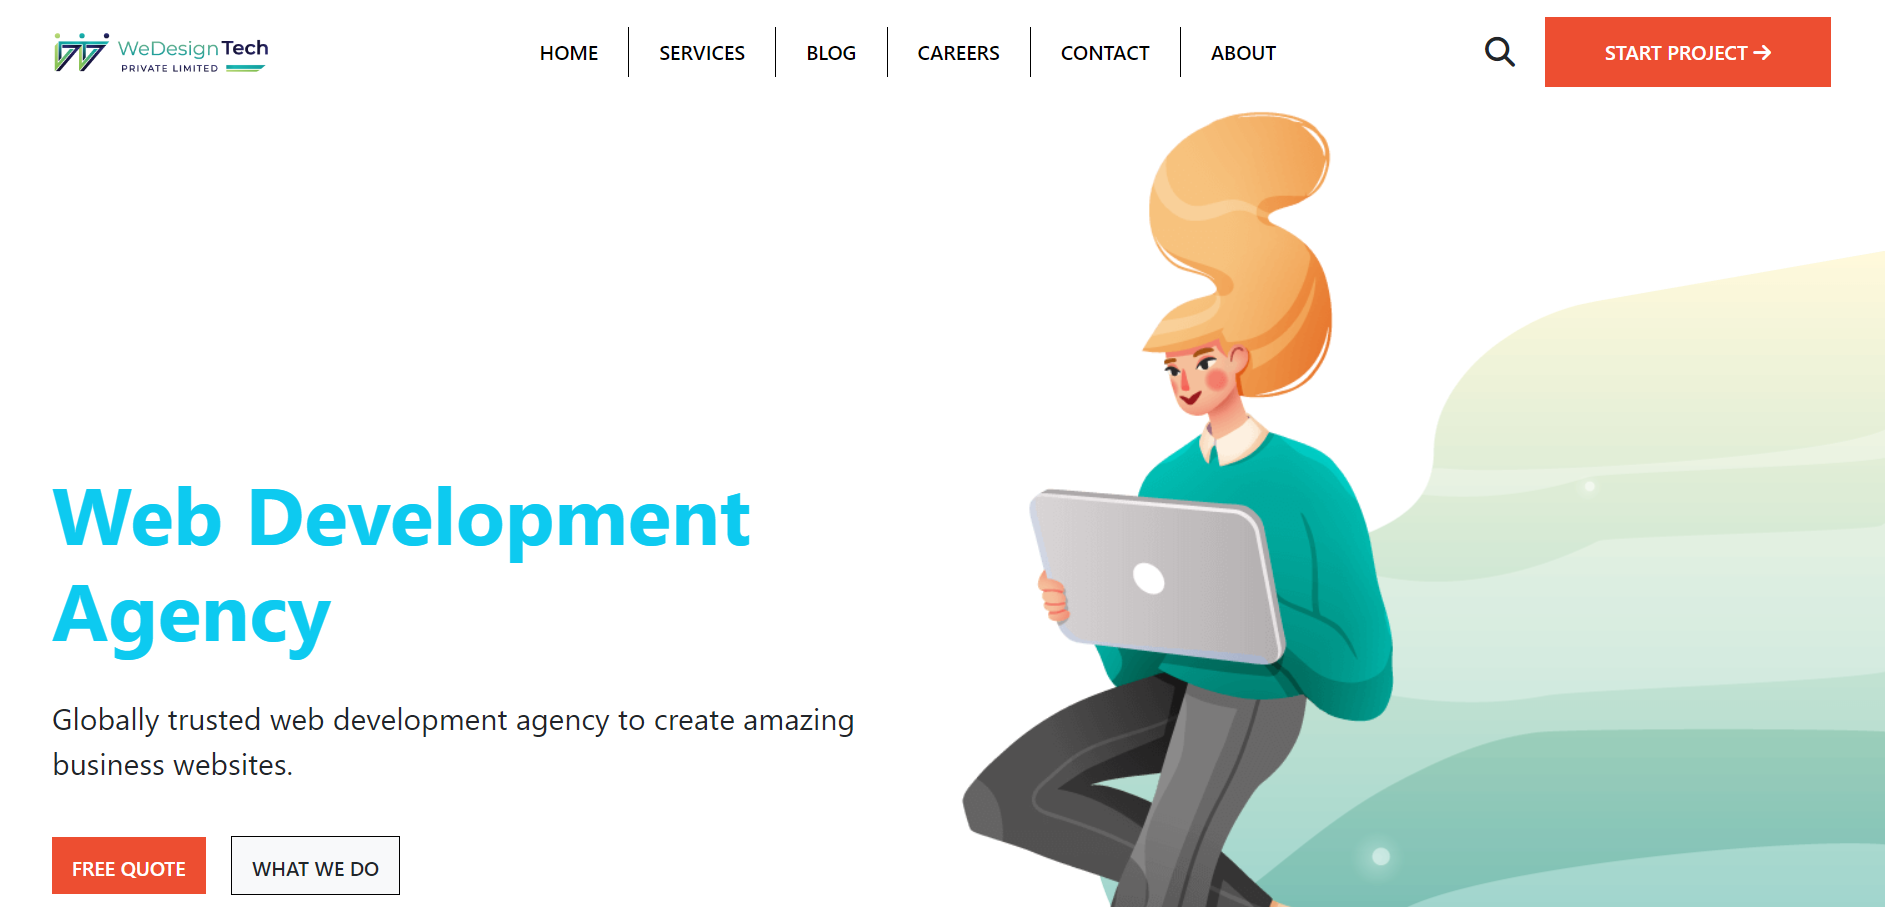 WeDesign Tech
PRIVATE LIMITED
HOME
SERVICES
BLOG
CAREERS
CONTACT
ABOUT
START PROJECT →
Web Development
Agency
Globally trusted web development agency to create amazing
business websites.
FREE QUOTE
WHAT WE DO